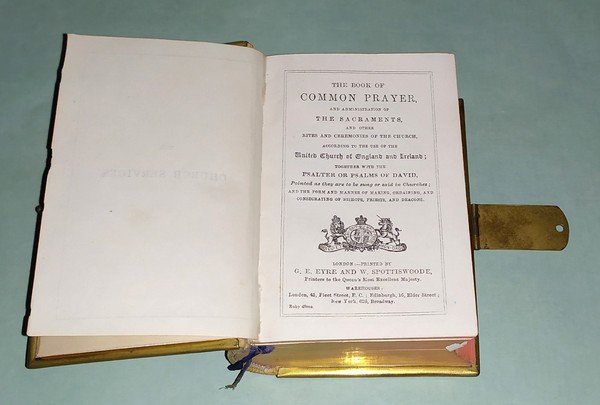 THE BOOK OF
COMMON PRAYER,
AND ADMINISTRATION OF
THE SACRAMENTS,
AND OTHER
RITES AND CEREMONIES OF THE CHURCH,
ACCORDING TO THE USE OF THE
United Church of England and Ireland;
TOGETHER WITH THE
PSALTER OR PSALMS OF DAVID,
Pointed as they are to be sung or said in Churches;
AND THE FORM AND MANNER OF MAKING, ORDAINING, AND
CONSECRATING OF BISHOPS, PRIESTS, AND DEACONS.
LONDON:—PRINTED BY
G. E. EYRE AND W. SPOTTISWOODE,
Printers to the Queen's Most Excellent Majesty.
WAREHOUSES:
London, 43, Fleet Street, E.C.; Edinburgh, 16, Elder Street;
New York, 626, Broadway.
Ruby 48mo.
CHURCH SERVICES